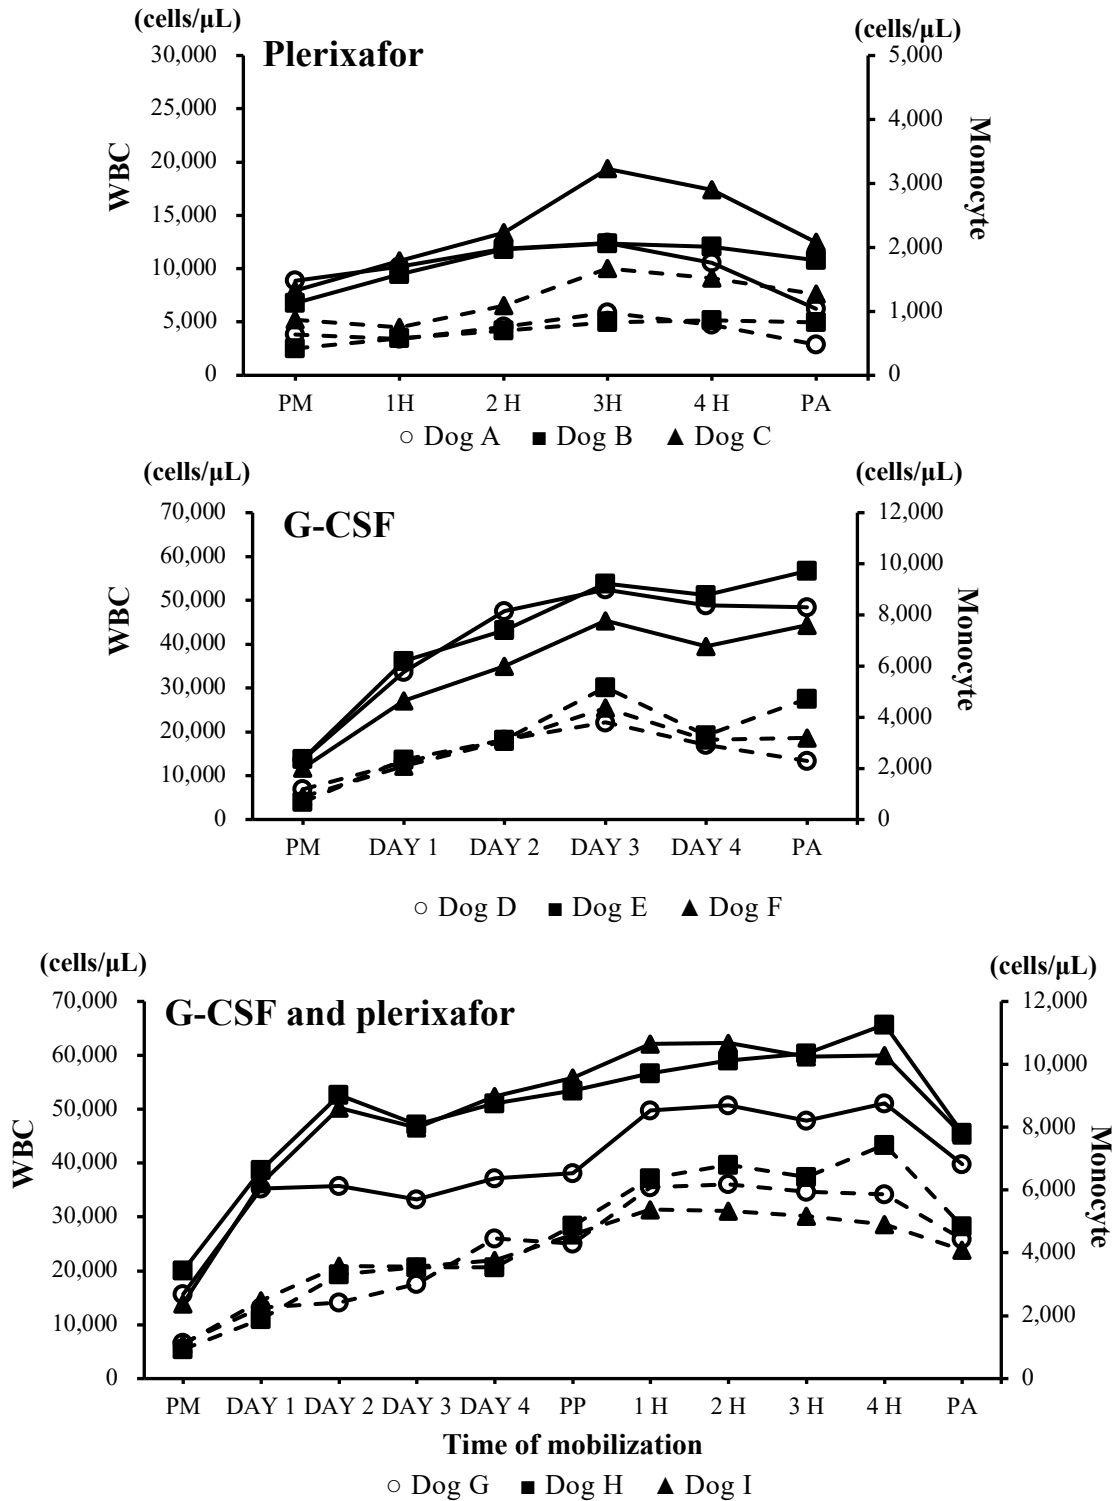 (cells/μL)
(cells/μL)
Plerixafor
30,000
25,000
20,000
15,000
10,000
5,000
0
WBC
5,000
4,000
3,000
2,000
1,000
0
Monocyte
PM 1H 2 H 3H 4 H PA
○ Dog A ■ Dog B ▲ Dog C
(cells/μL)
(cells/μL)
G-CSF
70,000
60,000
50,000
40,000
30,000
20,000
10,000
0
WBC
12,000
10,000
8,000
6,000
4,000
2,000
0
Monocyte
PM DAY 1 DAY 2 DAY 3 DAY 4 PA
○ Dog D ■ Dog E ▲ Dog F
(cells/μL)
(cells/μL)
G-CSF and plerixafor
70,000
60,000
50,000
40,000
30,000
20,000
10,000
0
WBC
12,000
10,000
8,000
6,000
4,000
2,000
0
Monocyte
PM DAY 1 DAY 2 DAY 3 DAY 4 PP 1 H 2 H 3 H 4 H PA
Time of mobilization
○ Dog G ■ Dog H ▲ Dog I